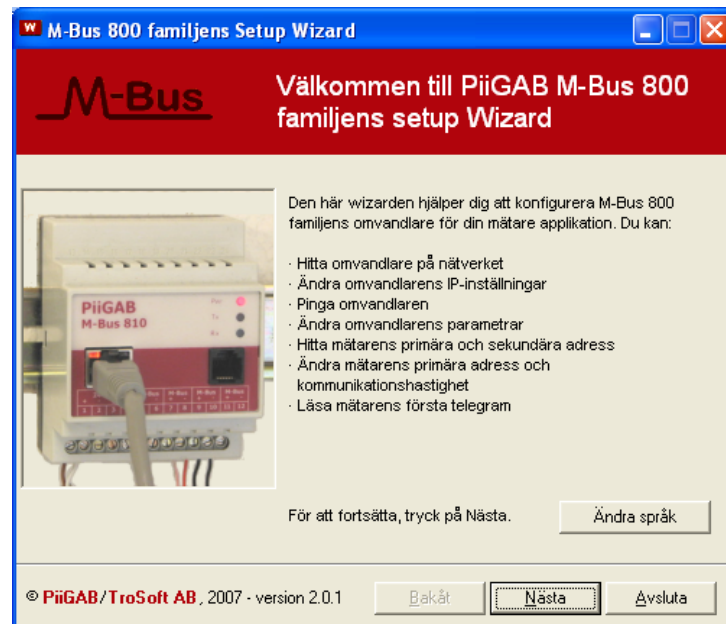 M-Bus 800 familjens Setup Wizard
M-Bus
Välkommen till PiiGAB M-Bus 800
familjens setup Wizard
Den här wizarden hjälper dig att konfigurera M-Bus 800
familjens omvandlare för din mätare applikation. Du kan:
· Hitta omvandlare på nätverket
· Ändra omvandlarens IP-inställningar
· Pinga omvandlaren
· Ändra omvandlarens parametrar
· Hitta mätarens primära och sekundära adress
· Ändra mätarens primära adress och
kommunikationshastighet
· Läsa mätarens första telegram
PiiGAB
M-Bus 810
För att fortsätta, tryck på Nästa.
Ändra språk
© PiiGAB/TroSoft AB, 2007 - version 2.0.1
Bakåt
Nästa
Avsluta